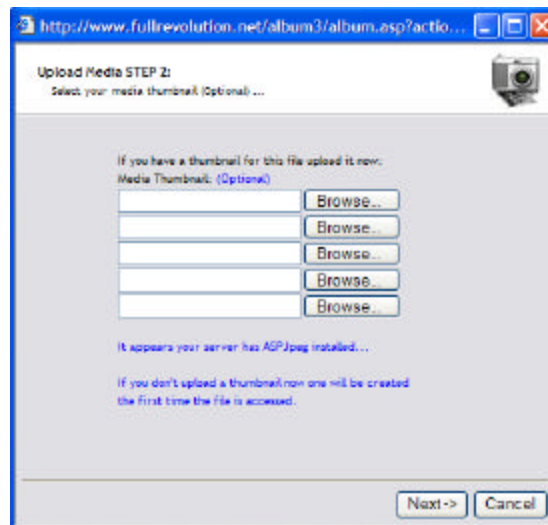 http://www.fullrevolution.net/album3/album.asp?actio...
Upload Media STEP 2:
Select your media thumbnail (Optional) ...
If you have a thumbnail for this file upload it now:
Media Thumbnail: (Optional)
Browse...
Browse...
Browse...
Browse...
Browse...
It appears your server has ASPJpeg installed...
If you don't upload a thumbnail now one will be created
the first time the file is accessed.
Next->
Cancel